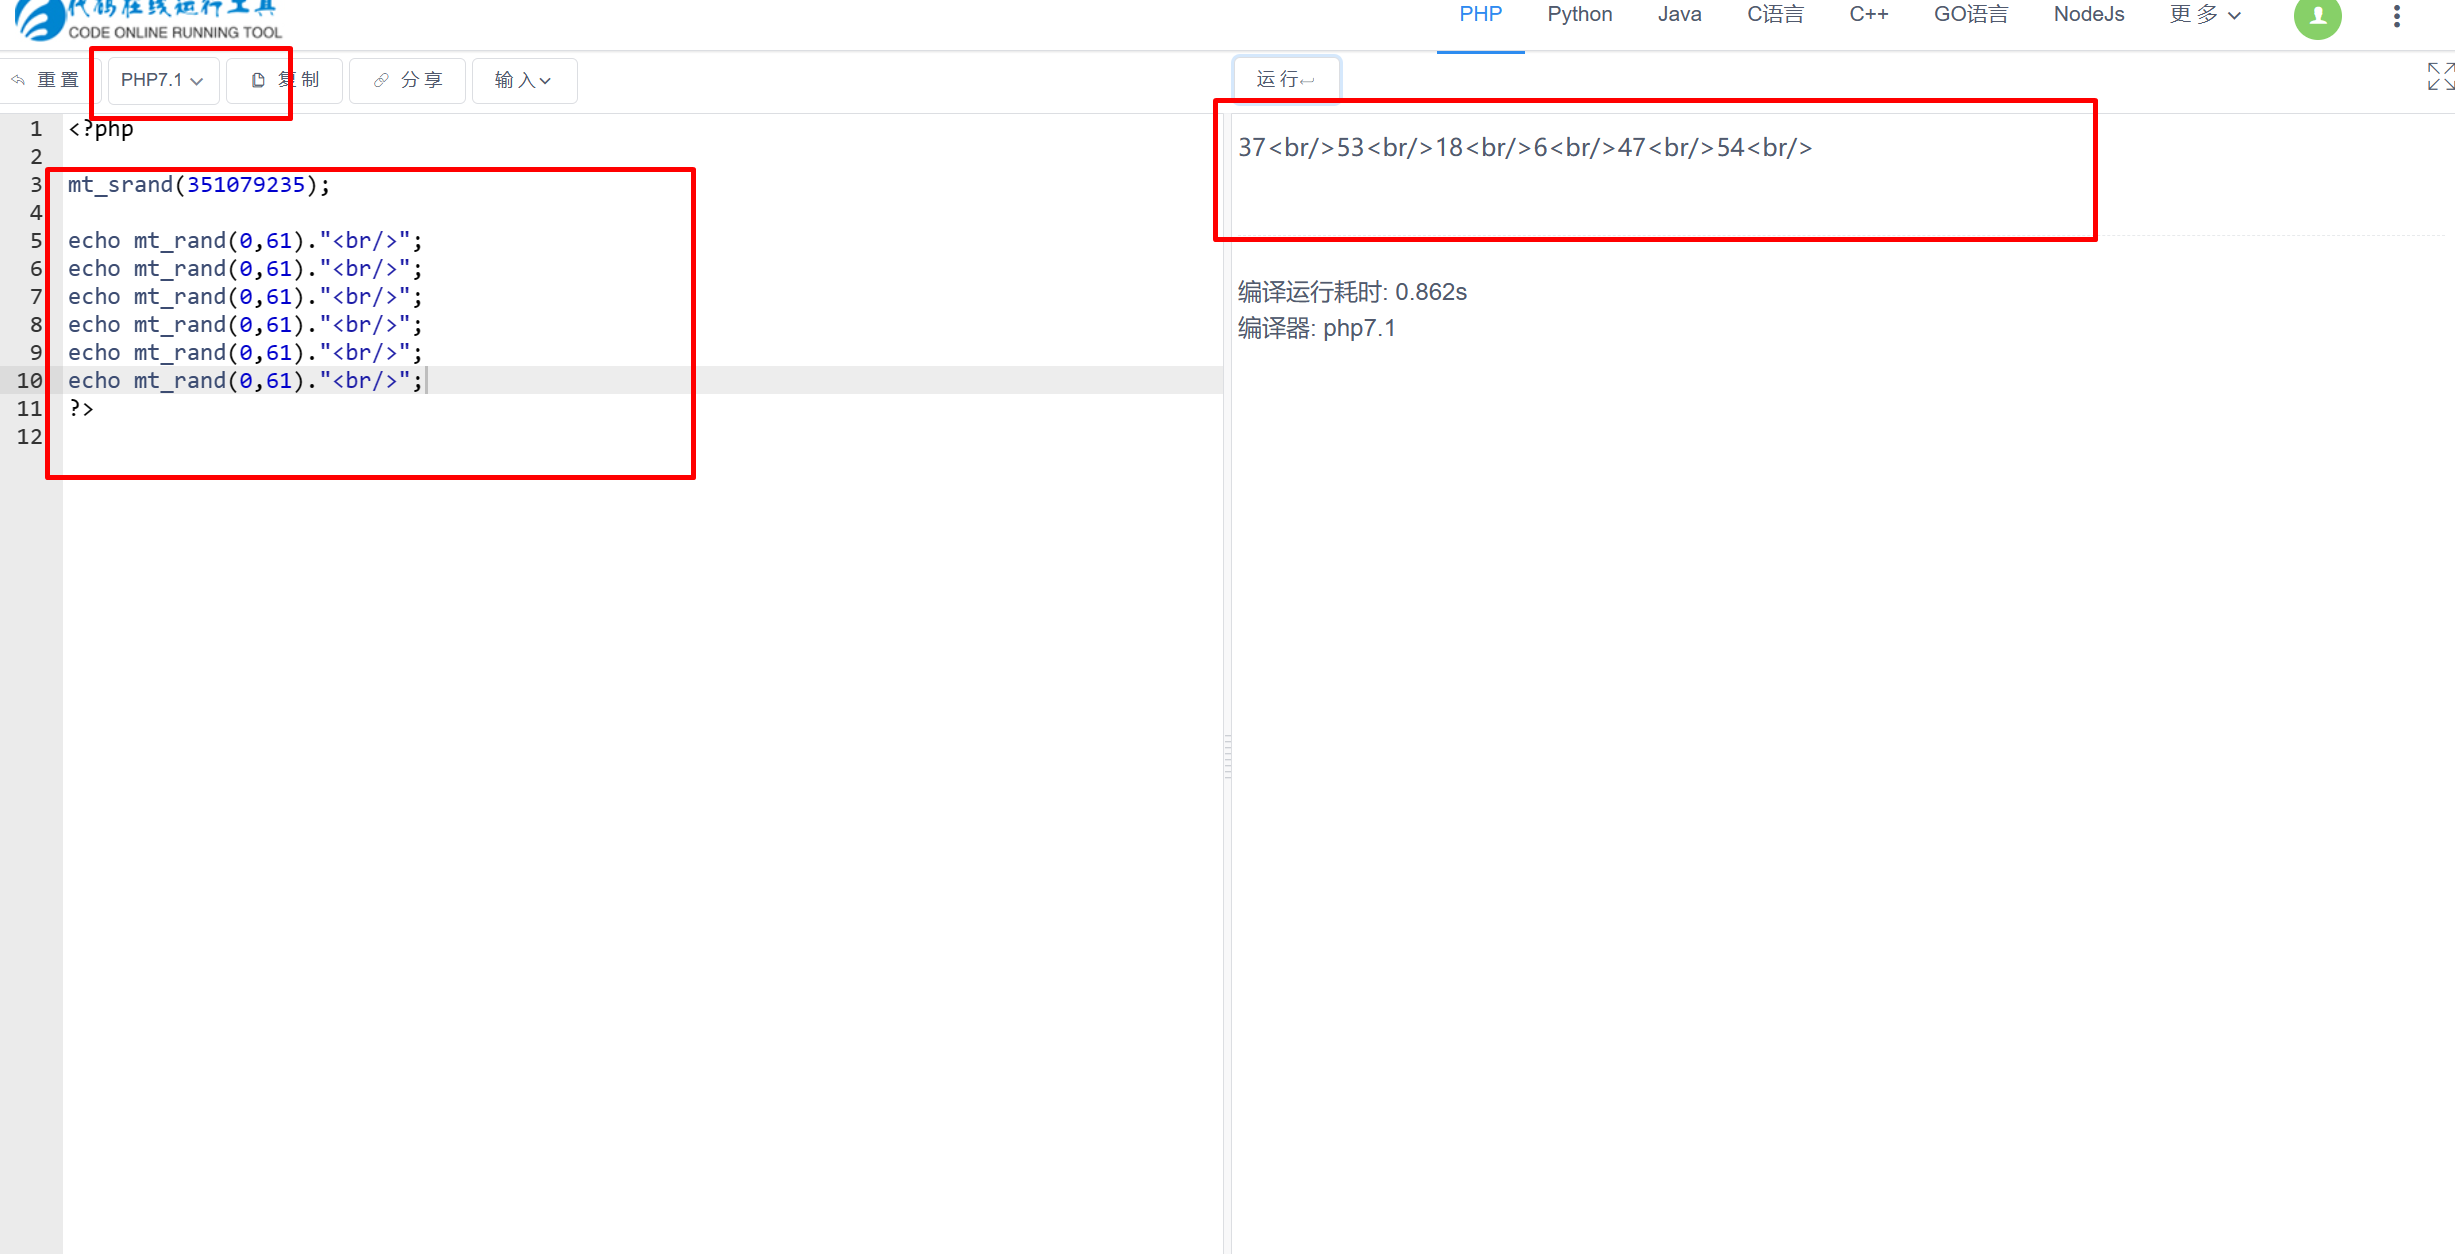 代码在线运行工具
CODE ONLINE RUNNING TOOL
PHP Python Java C语言 C++ GO语言 NodeJs 更多
重置 PHP7.1 复制 分享 输入 运行
1 <?php
2
3 mt_srand(351079235);
4
5 echo mt_rand(0,61)."<br/>";
6 echo mt_rand(0,61)."<br/>";
7 echo mt_rand(0,61)."<br/>";
8 echo mt_rand(0,61)."<br/>";
9 echo mt_rand(0,61)."<br/>";
10 echo mt_rand(0,61)."<br/>";
11 ?>
12
37<br/>53<br/>18<br/>6<br/>47<br/>54<br/>
编译运行耗时: 0.862s
编译器: php7.1